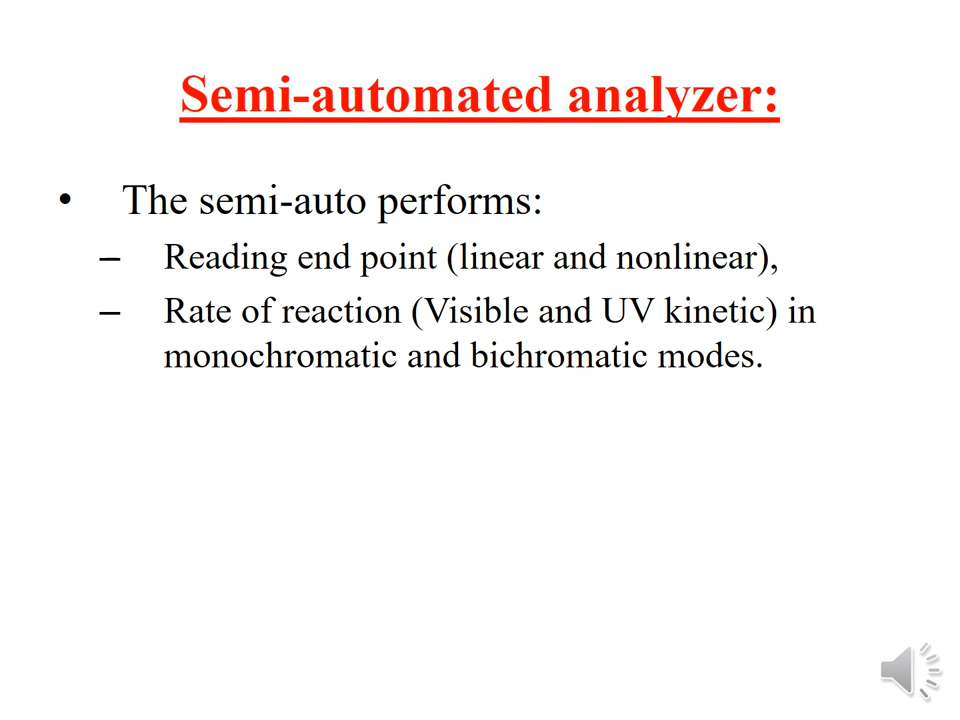 Semi-automated analyzer:
• The semi-auto performs:
– Reading end point (linear and nonlinear),
– Rate of reaction (Visible and UV kinetic) in
monochromatic and bichromatic modes.